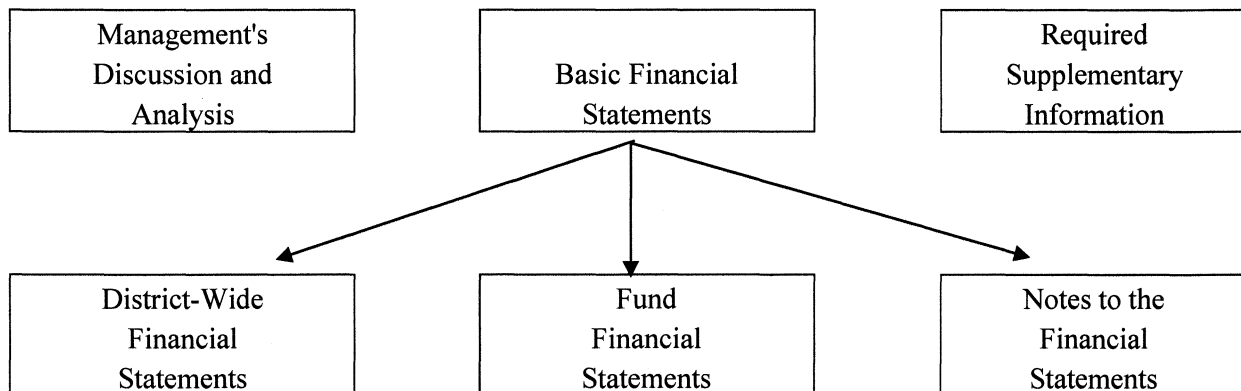 Management's
Discussion and
Analysis
Basic Financial
Statements
Required
Supplementary
Information
District-Wide
Financial
Statements
Fund
Financial
Statements
Notes to the
Financial
Statements